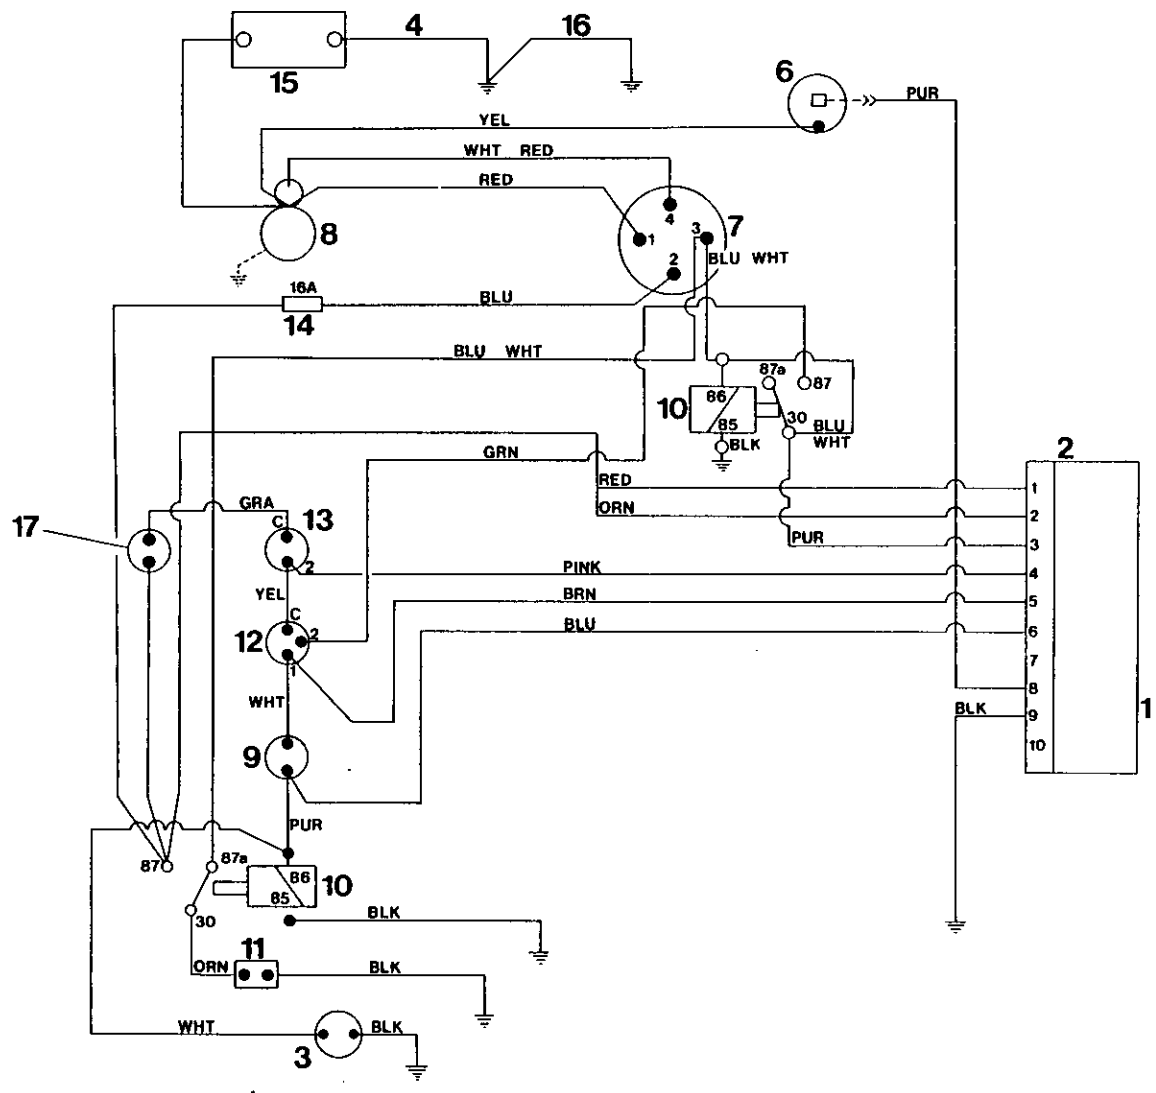 4
16
15
6
PUR
YEL
WHT RED
RED
4
3
7
1
8
2
BLU WHT
16A
BLU
14
BLU WHT
87a
87
86
10
30
85
BLU
WHT
BLK
GRN
2
RED
1
GRA
ORN
2
17
C
13
PUR
3
2
PINK
4
YEL
BRN
5
C
12
2
BLU
6
1
7
WHT
8
BLK
9
1
9
10
PUR
87
87a
86
10
85
30
BLK
11
ORN
BLK
WHT
BLK
3